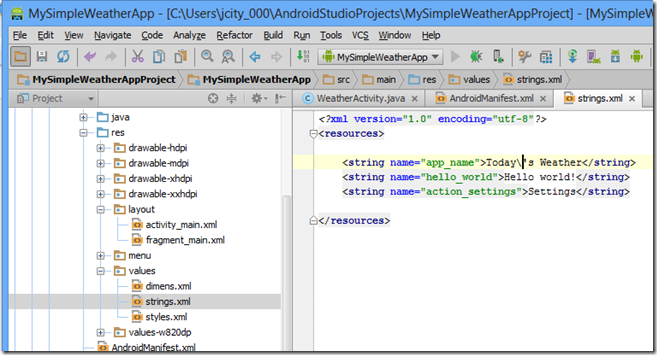 MySimpleWeatherApp - [C:\Users\jcity_000\AndroidStudioProjects\MySimpleWeatherAppProject] - [MySimpleWeatherA
File Edit View Navigate Code Analyze Refactor Build Run Tools VCS Window Help
MySimpleWeatherApp
MySimpleWeatherAppProject MySimpleWeatherApp src main res values strings.xml
Project
WeatherActivity.java AndroidManifest.xml strings.xml
java
res
drawable-hdpi
drawable-mdpi
drawable-xhdpi
drawable-xxhdpi
layout
activity_main.xml
fragment_main.xml
menu
values
dimens.xml
strings.xml
styles.xml
values-w820dp
AndroidManifest.xml
<?xml version="1.0" encoding="utf-8"?>
<resources>
<string name="app_name">Today\'s Weather</string>
<string name="hello_world">Hello world!</string>
<string name="action_settings">Settings</string>
</resources>